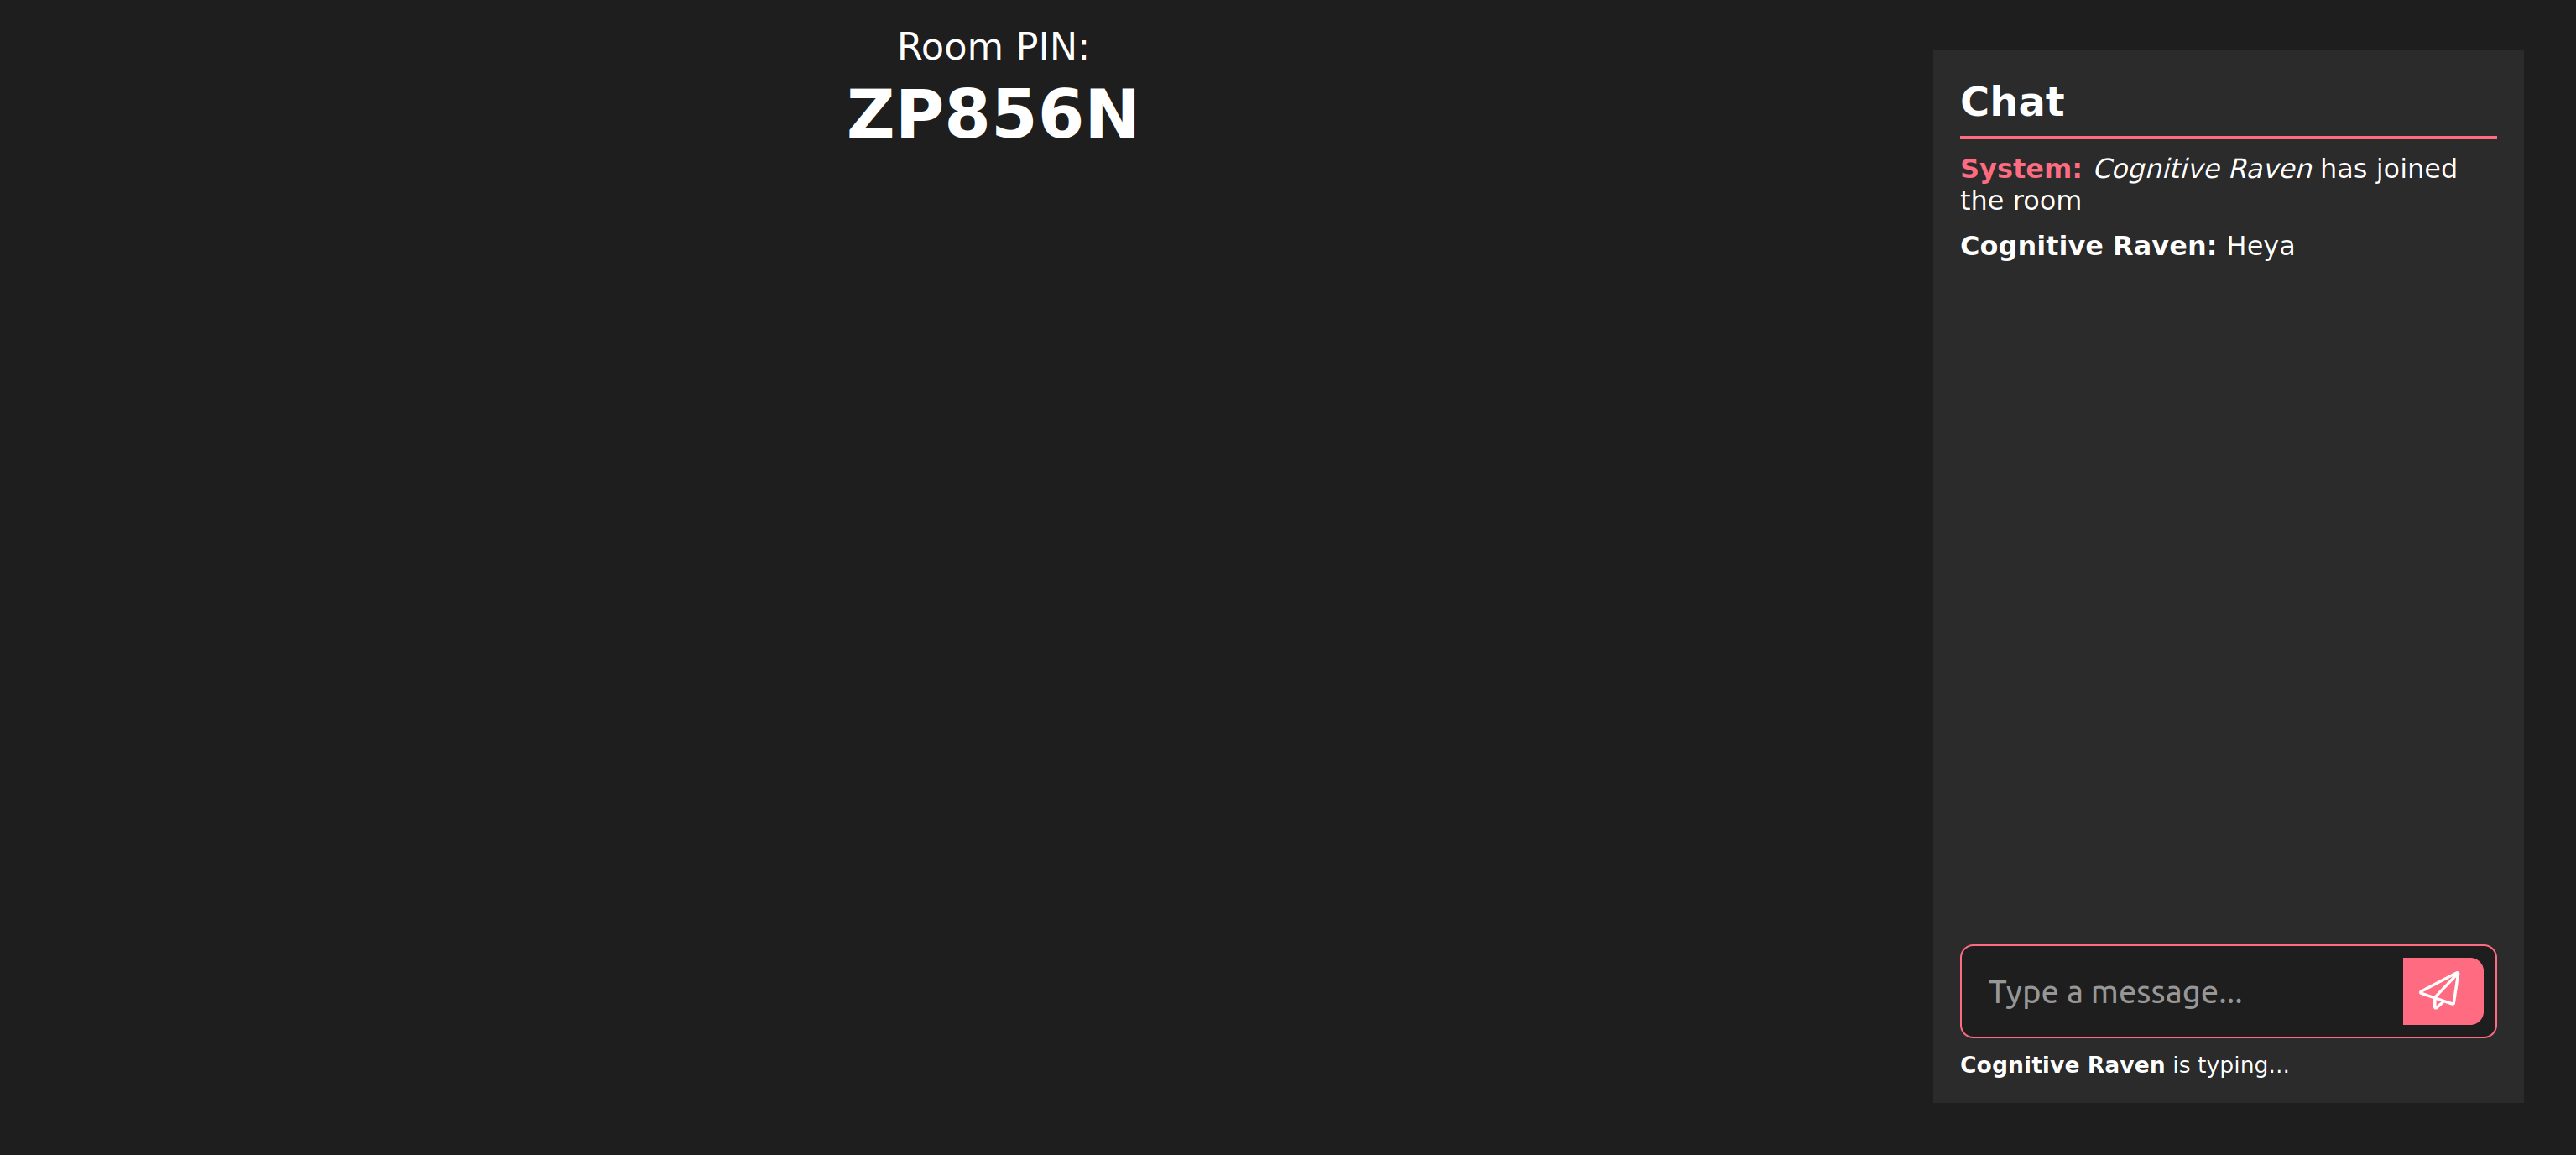 Room PIN:
ZP856N
Chat
System: Cognitive Raven has joined
the room
Cognitive Raven: Heya
Type a message...
Cognitive Raven is typing...